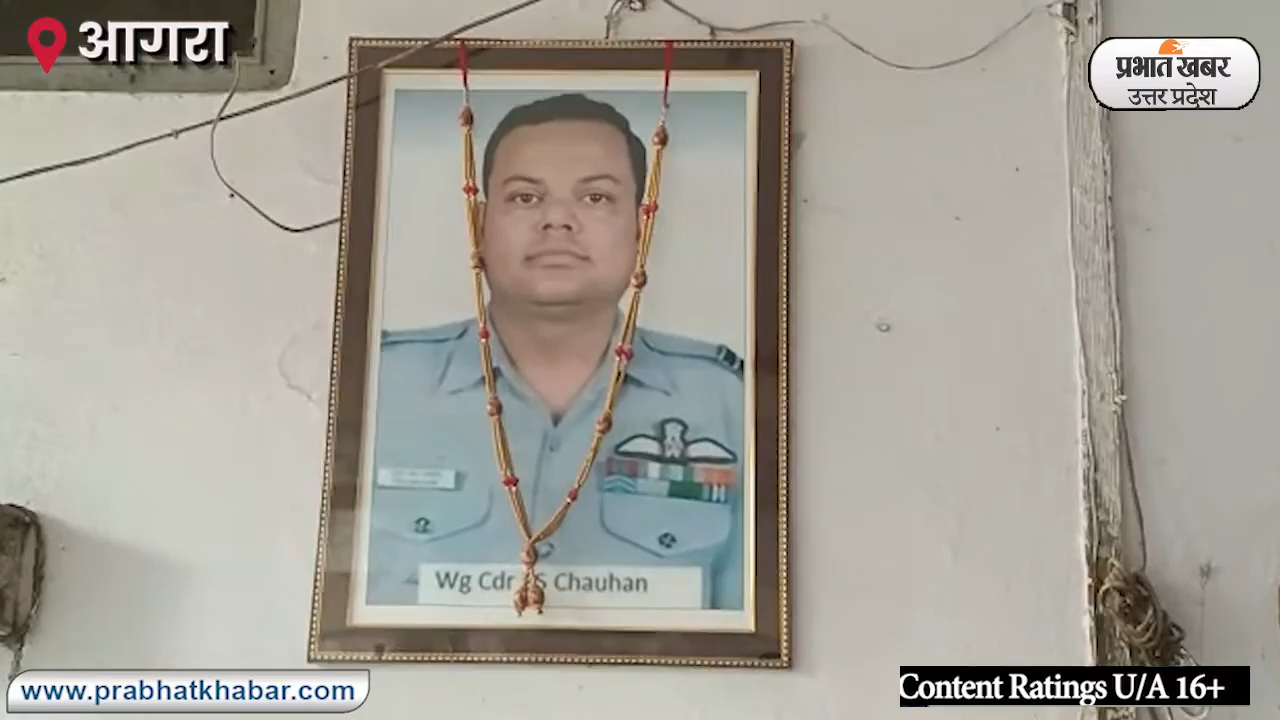 आगरा
प्रभात खबर
उत्तर प्रदेश
Wg Cdr S Chauhan
www.prabhatkhabar.com
Content Ratings U/A 16+